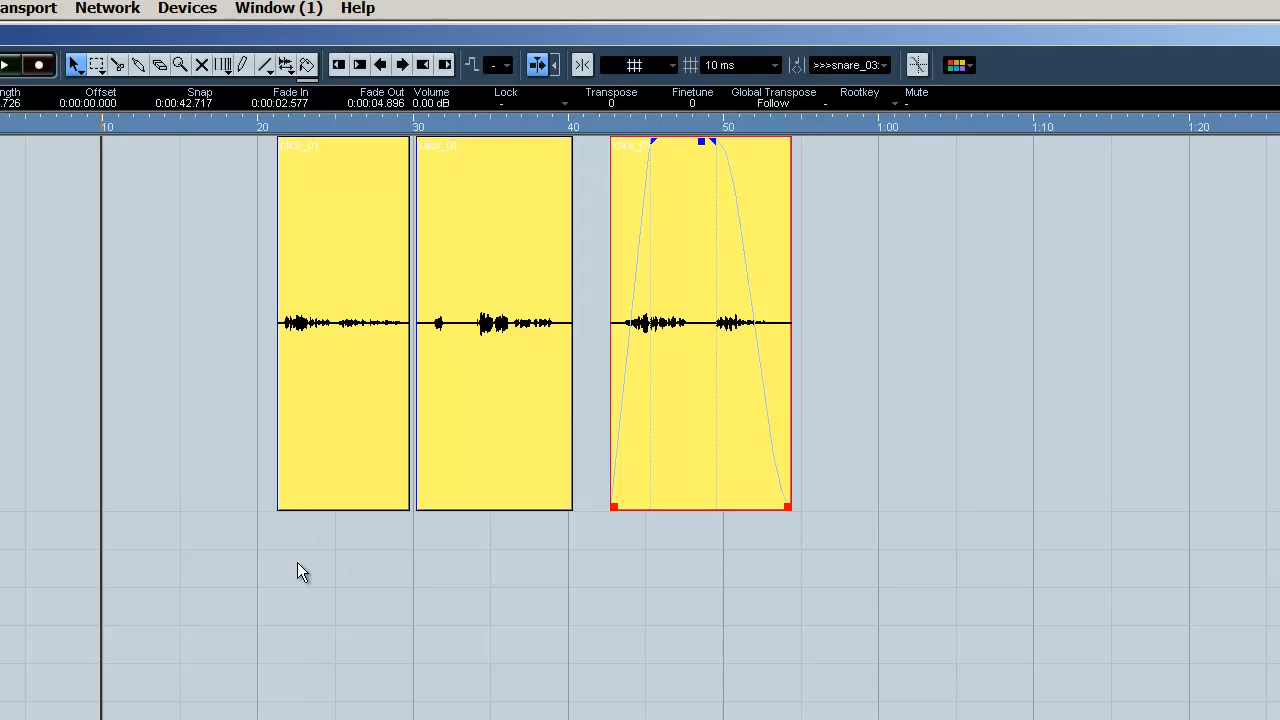 ansport Network Devices Window (1) Help
- 10 ms >>>snare_03:
ngth Offset Snap Fade In Fade Out Volume Lock Transpose Finetune Global Transpose Rootkey Mute
.726 0:00:00.000 0:00:42.717 0:00:02.577 0:00:04.896 0.00 dB - 0 0 Follow - -
10 20 30 40 50 1:00 1:10 1:20
click_01 click_01 click_01